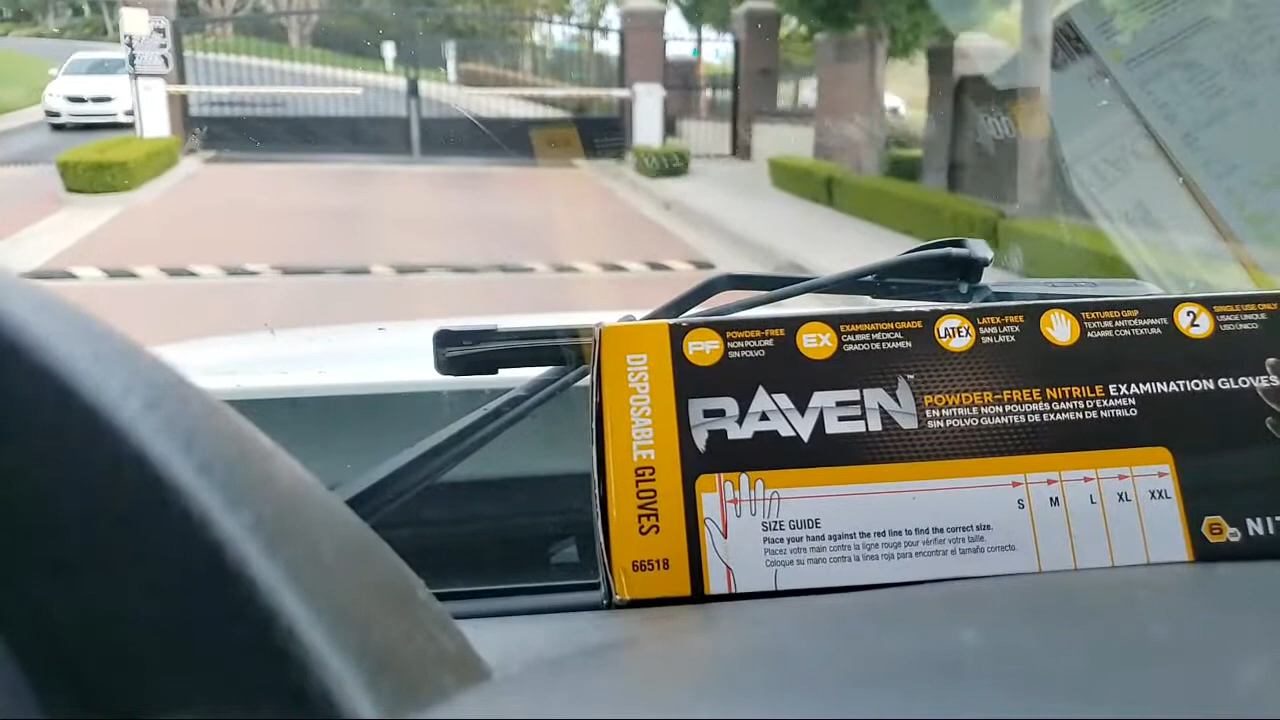 DISPOSABLE GLOVES
66518
PF
POWDER-FREE
NON POUDRÉ
SIN POLVO
EX
EXAMINATION GRADE
CALIBRE MÉDICAL
GRADO DE EXAMEN
LATEX
LATEX-FREE
SANS LATEX
SIN LÁTEX
TEXTURED GRIP
TEXTURE ANTIDÉRAPANTE
AGARRE CON TEXTURA
2
SINGLE USE ONLY
USAGE UNIQUE
USO ÚNICO
RAVEN™
POWDER-FREE NITRILE EXAMINATION GLOVES
EN NITRILE NON POUDRÉS GANTS D'EXAMEN
SIN POLVO GUANTES DE EXAMEN DE NITRILO
S M L XL XXL
SIZE GUIDE
Place your hand against the red line to find the correct size.
Placez votre main contre la ligne rouge pour vérifier votre taille.
Coloque su mano contra la línea roja para encontrar el tamaño correcto.
6
NIT